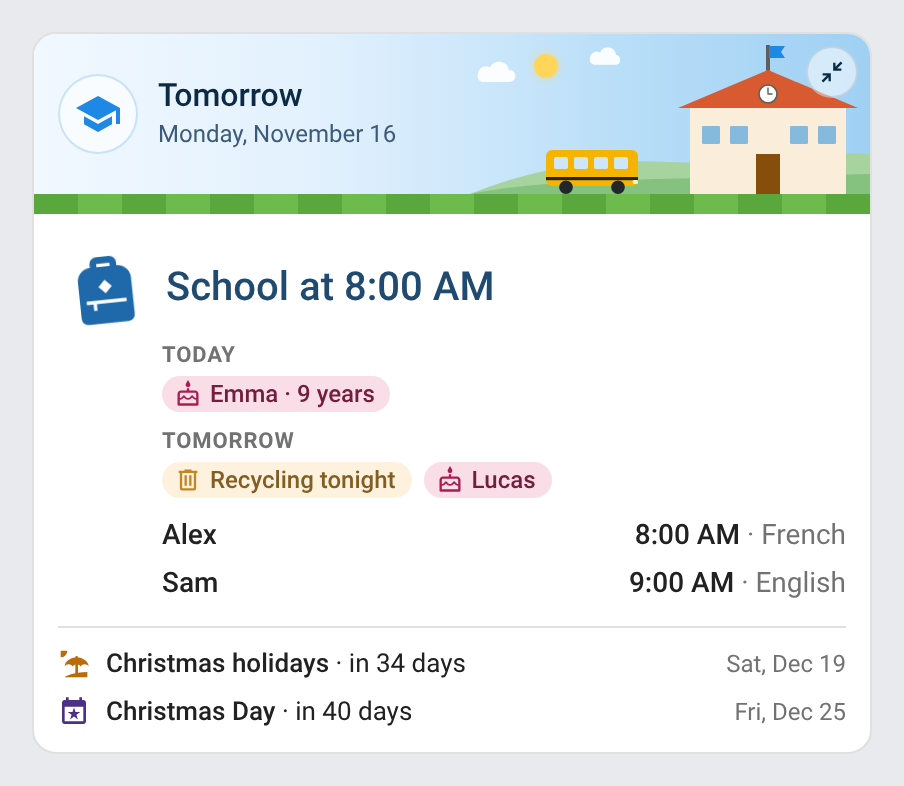 Tomorrow
Monday, November 16
School at 8:00 AM
TODAY
Emma · 9 years
TOMORROW
Recycling tonight Lucas
Alex 8:00 AM · French
Sam 9:00 AM · English
Christmas holidays · in 34 days Sat, Dec 19
Christmas Day · in 40 days Fri, Dec 25